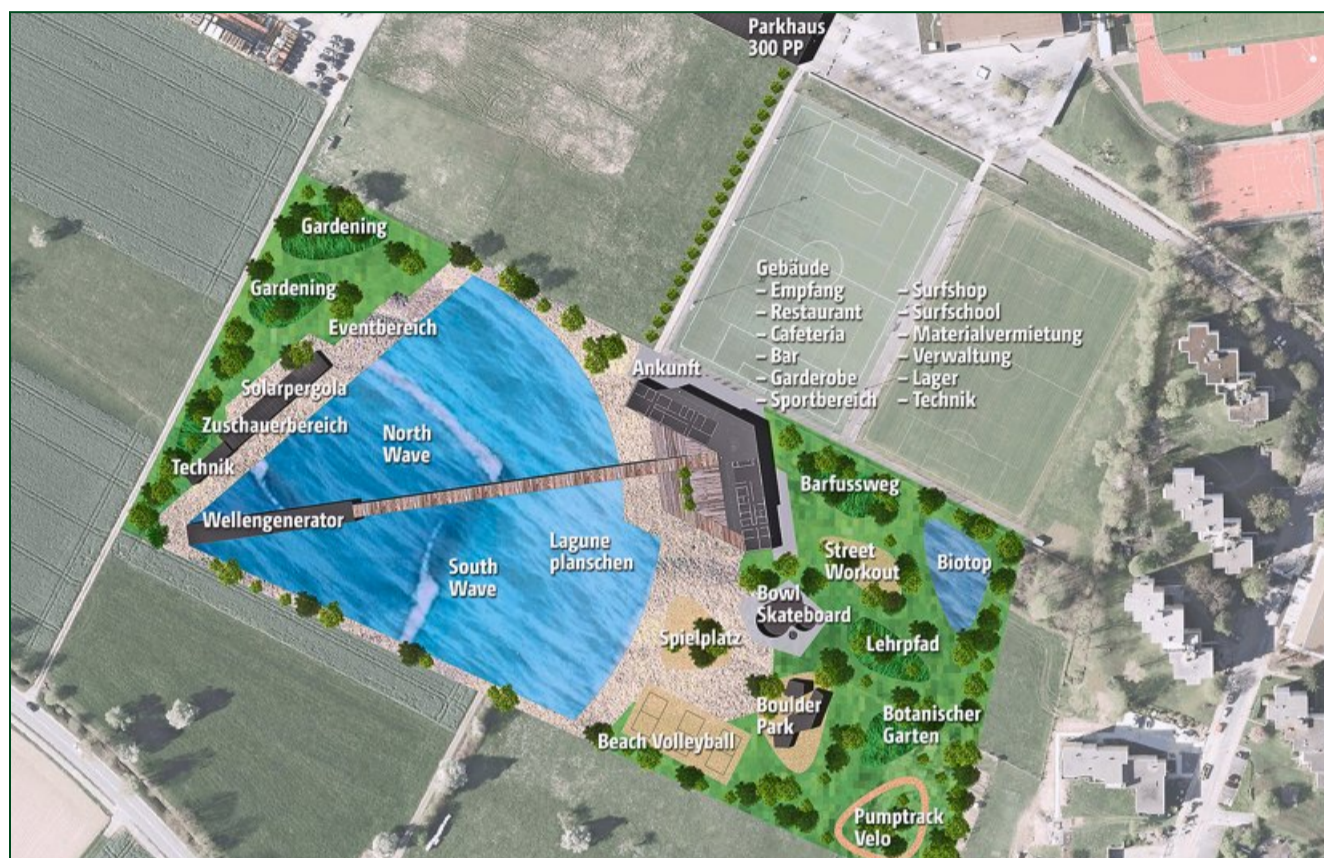 Parkhaus
300 PP
Gardening
Gardening
Eventbereich
Solarpergola
Zuschauerbereich
Technik
Wellengenerator
North
Wave
South
Wave
Lagune
planschen
Ankunft
Gebäude
– Empfang
– Restaurant
– Cafeteria
– Bar
– Garderobe
– Sportbereich
– Surfshop
– Surfschool
– Materialvermietung
– Verwaltung
– Lager
– Technik
Barfussweg
Street
Workout
Biotop
Bowl
Skateboard
Spielplatz
Lehrpfad
Boulder
Park
Botanischer
Garten
Beach Volleyball
Pumptrack
Velo